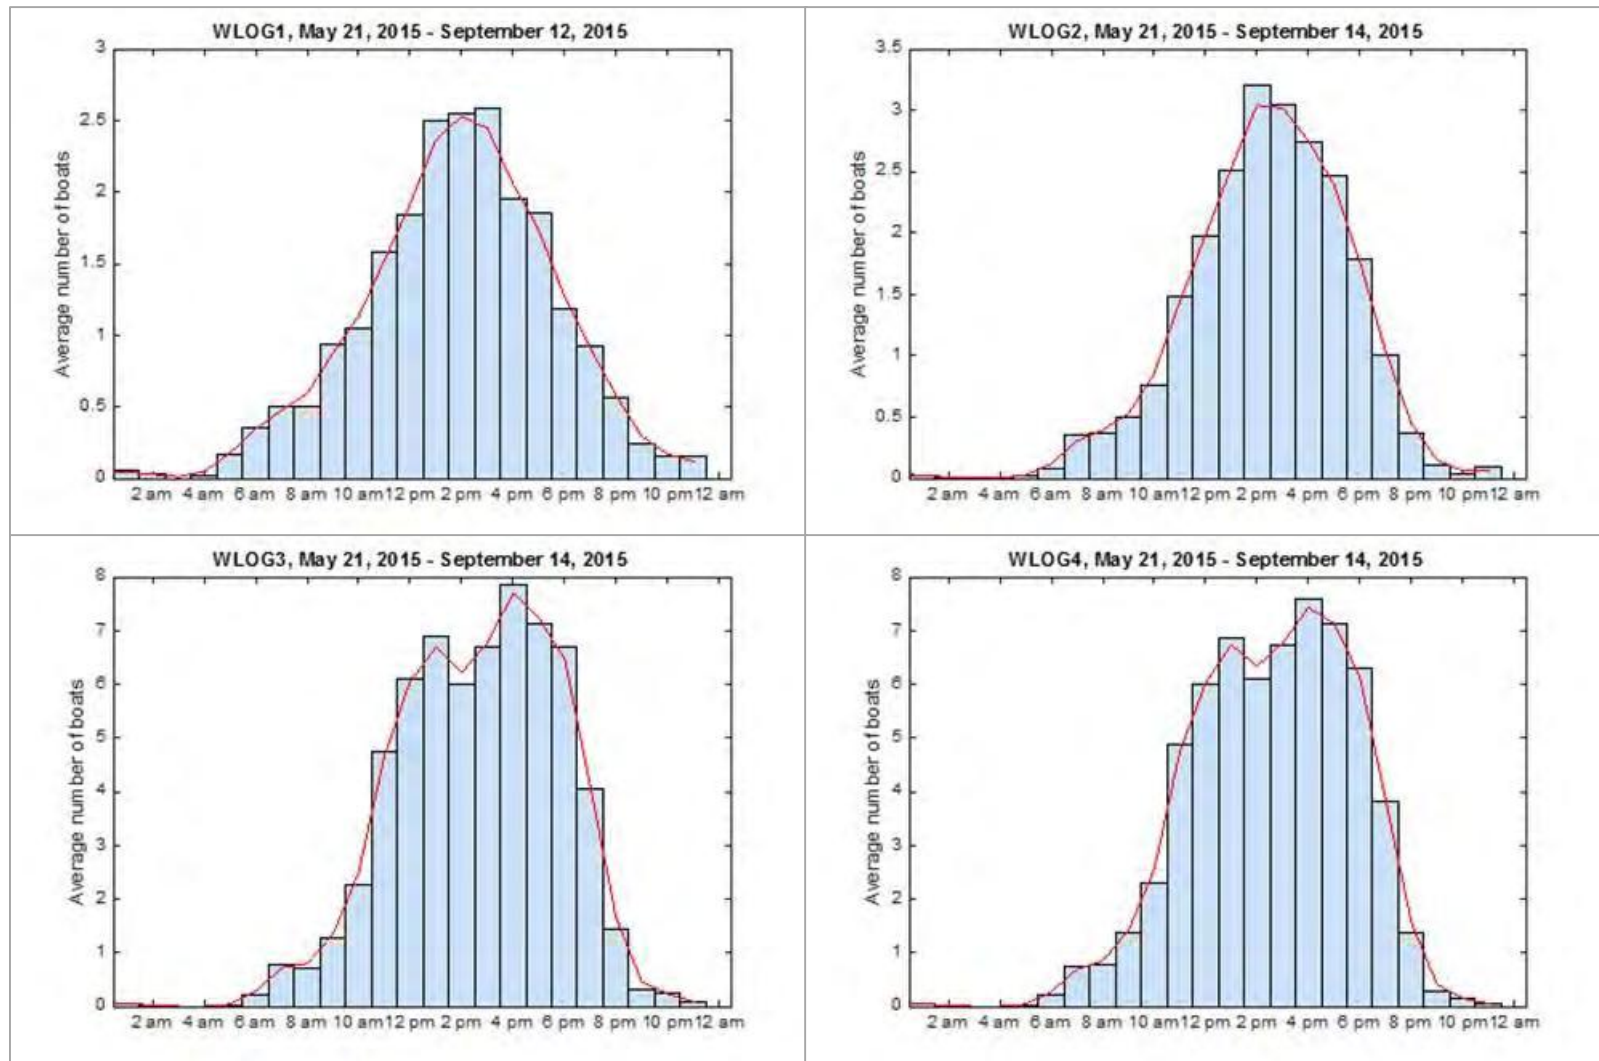 WLOG1, May 21, 2015 - September 12, 2015
3
2.5
2
1.5
1
0.5
0
Average number of boats
2 am 4 am 6 am 8 am 10 am 12 pm 2 pm 4 pm 6 pm 8 pm 10 pm 12 am
WLOG2, May 21, 2015 - September 14, 2015
3.5
3
2.5
2
1.5
1
0.5
0
Average number of boats
2 am 4 am 6 am 8 am 10 am 12 pm 2 pm 4 pm 6 pm 8 pm 10 pm 12 am
WLOG3, May 21, 2015 - September 14, 2015
8
7
6
5
4
3
2
1
0
Average number of boats
2 am 4 am 6 am 8 am 10 am 12 pm 2 pm 4 pm 6 pm 8 pm 10 pm 12 am
WLOG4, May 21, 2015 - September 14, 2015
8
7
6
5
4
3
2
1
0
Average number of boats
2 am 4 am 6 am 8 am 10 am 12 pm 2 pm 4 pm 6 pm 8 pm 10 pm 12 am